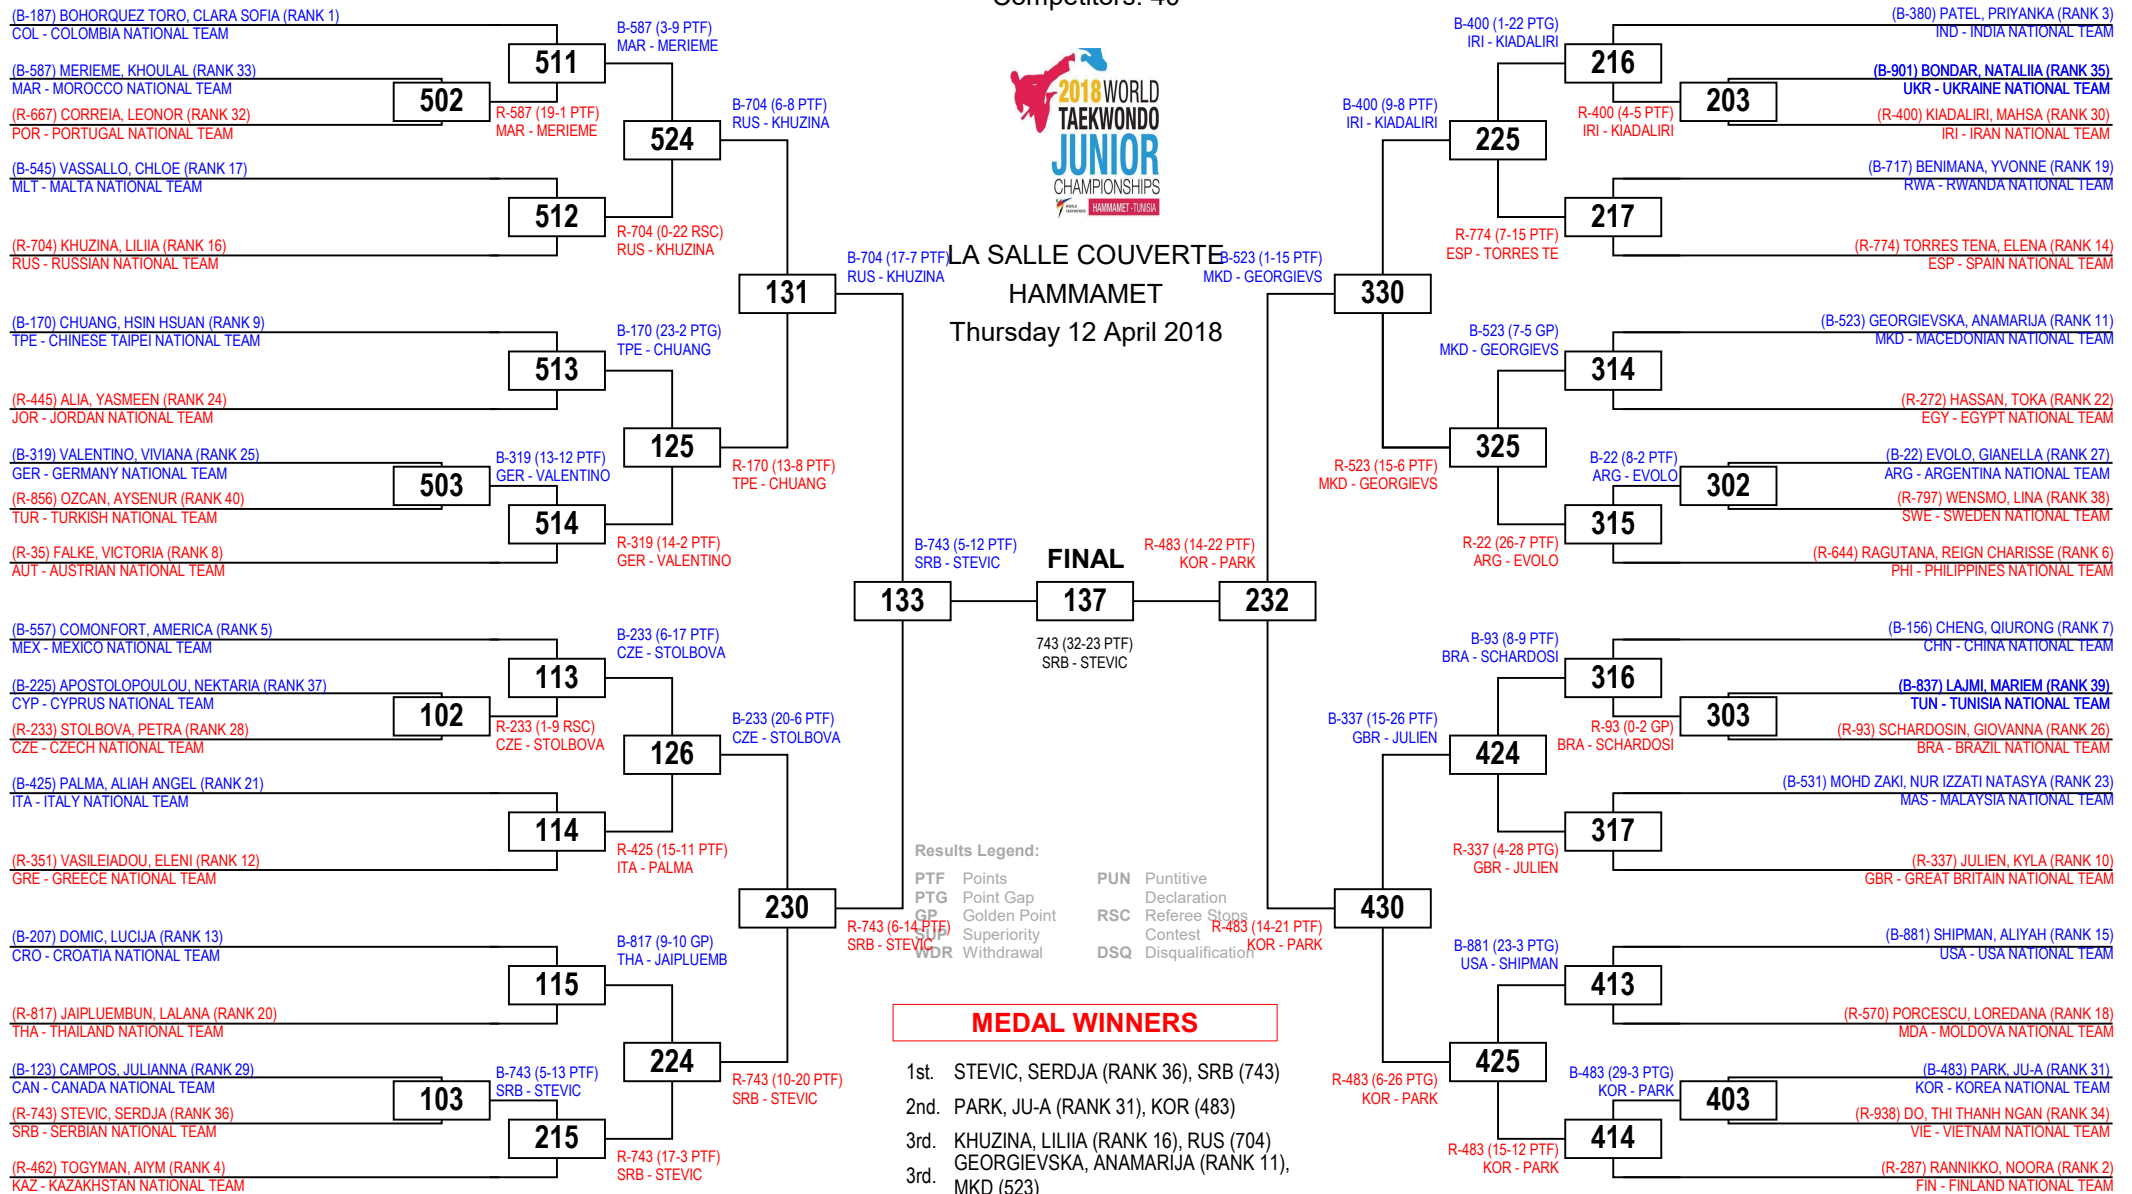 Competitors: 40
(B-187) BOHORQUEZ TORO, CLARA SOFIA (RANK 1)
COL - COLOMBIA NATIONAL TEAM
(B-587) MERIEME, KHOULAL (RANK 33)
MAR - MOROCCO NATIONAL TEAM
(R-667) CORREIA, LEONOR (RANK 32)
POR - PORTUGAL NATIONAL TEAM
(B-545) VASSALLO, CHLOE (RANK 17)
MLT - MALTA NATIONAL TEAM
(R-704) KHUZINA, LILIIA (RANK 16)
RUS - RUSSIAN NATIONAL TEAM
(B-170) CHUANG, HSIN HSUAN (RANK 9)
TPE - CHINESE TAIPEI NATIONAL TEAM
(R-445) ALIA, YASMEEN (RANK 24)
JOR - JORDAN NATIONAL TEAM
(B-319) VALENTINO, VIVIANA (RANK 25)
GER - GERMANY NATIONAL TEAM
(R-856) OZCAN, AYSENUR (RANK 40)
TUR - TURKISH NATIONAL TEAM
(R-35) FALKE, VICTORIA (RANK 8)
AUT - AUSTRIAN NATIONAL TEAM
(B-557) COMONFORT, AMERICA (RANK 5)
MEX - MEXICO NATIONAL TEAM
(B-225) APOSTOLOPOULOU, NEKTARIA (RANK 37)
CYP - CYPRUS NATIONAL TEAM
(R-233) STOLBOVA, PETRA (RANK 28)
CZE - CZECH NATIONAL TEAM
(B-425) PALMA, ALIAH ANGEL (RANK 21)
ITA - ITALY NATIONAL TEAM
(R-351) VASILEIADOU, ELENI (RANK 12)
GRE - GREECE NATIONAL TEAM
(B-207) DOMIC, LUCIJA (RANK 13)
CRO - CROATIA NATIONAL TEAM
(R-817) JAIPLUEMBUN, LALANA (RANK 20)
THA - THAILAND NATIONAL TEAM
(B-123) CAMPOS, JULIANNA (RANK 29)
CAN - CANADA NATIONAL TEAM
(R-743) STEVIC, SERDJA (RANK 36)
SRB - SERBIAN NATIONAL TEAM
(R-462) TOGYMAN, AIYM (RANK 4)
KAZ - KAZAKHSTAN NATIONAL TEAM
502
503
102
103
R-587 (19-1 PTF)
MAR - MERIEME
B-319 (13-12 PTF)
GER - VALENTINO
R-233 (1-9 RSC)
CZE - STOLBOVA
B-743 (5-13 PTF)
SRB - STEVIC
511
512
513
514
113
114
115
215
B-587 (3-9 PTF)
MAR - MERIEME
R-704 (0-22 RSC)
RUS - KHUZINA
B-170 (23-2 PTG)
TPE - CHUANG
R-319 (14-2 PTF)
GER - VALENTINO
B-233 (6-17 PTF)
CZE - STOLBOVA
R-425 (15-11 PTF)
ITA - PALMA
B-817 (9-10 GP)
THA - JAIPLUEMB
R-743 (17-3 PTF)
SRB - STEVIC
524
125
126
224
B-704 (6-8 PTF)
RUS - KHUZINA
R-170 (13-8 PTF)
TPE - CHUANG
B-233 (20-6 PTF)
CZE - STOLBOVA
R-743 (10-20 PTF)
SRB - STEVIC
131
230
B-704 (17-7 PTF)
RUS - KHUZINA
R-743 (6-14 PTF)
SRB - STEVIC
133
B-743 (5-12 PTF)
SRB - STEVIC
2018 WORLD
TAEKWONDO
JUNIOR
CHAMPIONSHIPS
WORLD
TAEKWONDO
HAMMAMET - TUNISIA
LA SALLE COUVERTE
HAMMAMET
Thursday 12 April 2018
FINAL
137
743 (32-23 PTF)
SRB - STEVIC
R-483 (14-22 PTF)
KOR - PARK
232
B-523 (1-15 PTF)
MKD - GEORGIEVS
R-483 (14-21 PTF)
KOR - PARK
330
430
B-400 (9-8 PTF)
IRI - KIADALIRI
R-523 (15-6 PTF)
MKD - GEORGIEVS
B-337 (15-26 PTF)
GBR - JULIEN
R-483 (6-26 PTG)
KOR - PARK
225
325
424
425
B-400 (1-22 PTG)
IRI - KIADALIRI
R-774 (7-15 PTF)
ESP - TORRES TE
B-523 (7-5 GP)
MKD - GEORGIEVS
R-22 (26-7 PTF)
ARG - EVOLO
B-93 (8-9 PTF)
BRA - SCHARDOSI
R-337 (4-28 PTG)
GBR - JULIEN
B-881 (23-3 PTG)
USA - SHIPMAN
R-483 (15-12 PTF)
KOR - PARK
216
217
314
315
316
317
413
414
R-400 (4-5 PTF)
IRI - KIADALIRI
B-22 (8-2 PTF)
ARG - EVOLO
R-93 (0-2 GP)
BRA - SCHARDOSI
B-483 (29-3 PTG)
KOR - PARK
203
302
303
403
(B-380) PATEL, PRIYANKA (RANK 3)
IND - INDIA NATIONAL TEAM
(B-901) BONDAR, NATALIIA (RANK 35)
UKR - UKRAINE NATIONAL TEAM
(R-400) KIADALIRI, MAHSA (RANK 30)
IRI - IRAN NATIONAL TEAM
(B-717) BENIMANA, YVONNE (RANK 19)
RWA - RWANDA NATIONAL TEAM
(R-774) TORRES TENA, ELENA (RANK 14)
ESP - SPAIN NATIONAL TEAM
(B-523) GEORGIEVSKA, ANAMARIJA (RANK 11)
MKD - MACEDONIAN NATIONAL TEAM
(R-272) HASSAN, TOKA (RANK 22)
EGY - EGYPT NATIONAL TEAM
(B-22) EVOLO, GIANELLA (RANK 27)
ARG - ARGENTINA NATIONAL TEAM
(R-797) WENSMO, LINA (RANK 38)
SWE - SWEDEN NATIONAL TEAM
(R-644) RAGUTANA, REIGN CHARISSE (RANK 6)
PHI - PHILIPPINES NATIONAL TEAM
(B-156) CHENG, QIURONG (RANK 7)
CHN - CHINA NATIONAL TEAM
(B-837) LAJMI, MARIEM (RANK 39)
TUN - TUNISIA NATIONAL TEAM
(R-93) SCHARDOSIN, GIOVANNA (RANK 26)
BRA - BRAZIL NATIONAL TEAM
(B-531) MOHD ZAKI, NUR IZZATI NATASYA (RANK 23)
MAS - MALAYSIA NATIONAL TEAM
(R-337) JULIEN, KYLA (RANK 10)
GBR - GREAT BRITAIN NATIONAL TEAM
(B-881) SHIPMAN, ALIYAH (RANK 15)
USA - USA NATIONAL TEAM
(R-570) PORCESCU, LOREDANA (RANK 18)
MDA - MOLDOVA NATIONAL TEAM
(B-483) PARK, JU-A (RANK 31)
KOR - KOREA NATIONAL TEAM
(R-938) DO, THI THANH NGAN (RANK 34)
VIE - VIETNAM NATIONAL TEAM
(R-287) RANNIKKO, NOORA (RANK 2)
FIN - FINLAND NATIONAL TEAM
Results Legend:
PTF Points
PTG Point Gap
GP Golden Point
SUP Superiority
WDR Withdrawal
PUN Puntitive
Declaration
RSC Referee Stops
Contest
DSQ Disqualification
MEDAL WINNERS
1st. STEVIC, SERDJA (RANK 36), SRB (743)
2nd. PARK, JU-A (RANK 31), KOR (483)
3rd. KHUZINA, LILIIA (RANK 16), RUS (704)
3rd. GEORGIEVSKA, ANAMARIJA (RANK 11),
MKD (523)